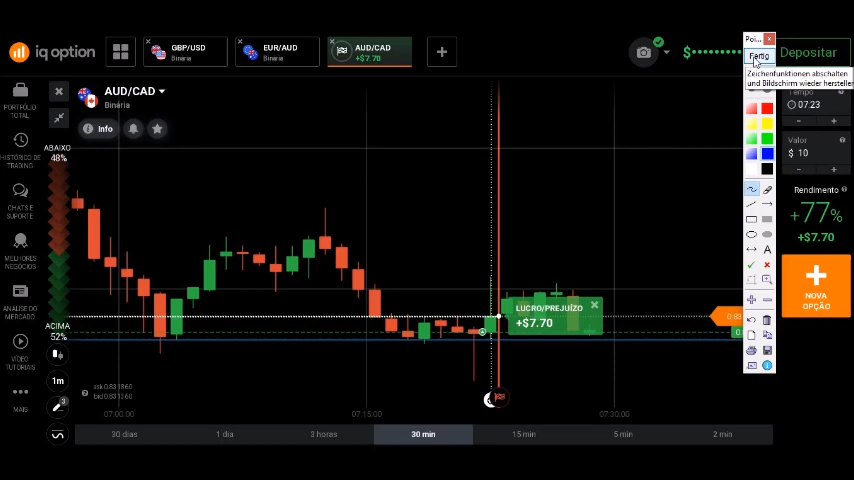 iq option
GBP/USD
Binária
EUR/AUD
Binária
AUD/CAD
+$7.70
Depositar
Fertig
Zeichenfunktionen abschalten
und Bildschirm wieder hersteller
PORTFÓLIO
TOTAL
HISTÓRICO DE
TRADING
CHATS E
SUPORTE
MELHORES
NEGÓCIOS
ANÁLISE DO
MERCADO
VÍDEO
TUTORIAIS
MAIS
AUD/CAD
Binária
Info
ABAIXO
48%
ACIMA
52%
1m
3
LUCRO/PREJUÍZO
+$7.70
0.83
Tempo
07:23
Valor
$ 10
Rendimento
+77%
+$7.70
NOVA
OPÇÃO
A
07:00:00
07:15:00
07:30:00
30 dias
1 dia
3 horas
30 min
15 min
5 min
2 min